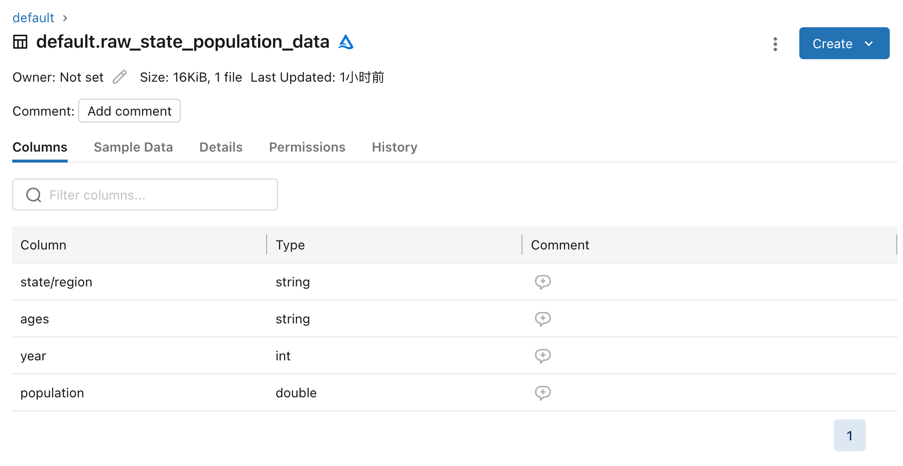 default ›
default.raw_state_population_data
Create
Owner: Not set Size: 16KiB, 1 file Last Updated: 1小时前
Comment: Add comment
Columns Sample Data Details Permissions History
Filter columns...
Column Type Comment
state/region string
ages string
year int
population double
1